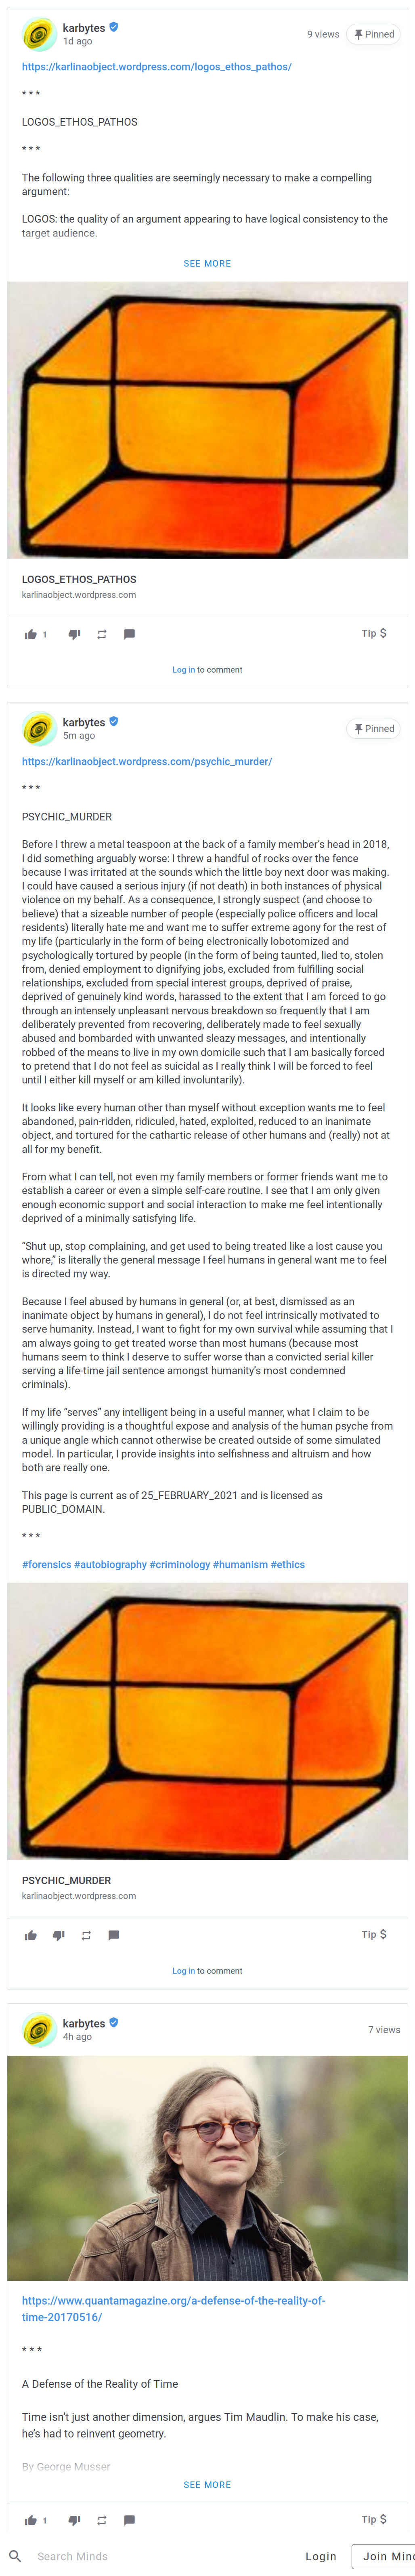 karbytes
1d ago
9 views
Pinned
https://karlinaobject.wordpress.com/logos_ethos_pathos/
* * *
LOGOS_ETHOS_PATHOS
* * *
The following three qualities are seemingly necessary to make a compelling
argument:
LOGOS: the quality of an argument appearing to have logical consistency to the
target audience.
SEE MORE
LOGOS_ETHOS_PATHOS
karlinaobject.wordpress.com
1
Tip $
Log in to comment
karbytes
5m ago
Pinned
https://karlinaobject.wordpress.com/psychic_murder/
* * *
PSYCHIC_MURDER
Before I threw a metal teaspoon at the back of a family member’s head in 2018,
I did something arguably worse: I threw a handful of rocks over the fence
because I was irritated at the sounds which the little boy next door was making.
I could have caused a serious injury (if not death) in both instances of physical
violence on my behalf. As a consequence, I strongly suspect (and choose to
believe) that a sizeable number of people (especially police officers and local
residents) literally hate me and want me to suffer extreme agony for the rest of
my life (particularly in the form of being electronically lobotomized and
psychologically tortured by people (in the form of being taunted, lied to, stolen
from, denied employment to dignifying jobs, excluded from fulfilling social
relationships, excluded from special interest groups, deprived of praise,
deprived of genuinely kind words, harassed to the extent that I am forced to go
through an intensely unpleasant nervous breakdown so frequently that I am
deliberately prevented from recovering, deliberately made to feel sexually
abused and bombarded with unwanted sleazy messages, and intentionally
robbed of the means to live in my own domicile such that I am basically forced
to pretend that I do not feel as suicidal as I really think I will be forced to feel
until I either kill myself or am killed involuntarily).
It looks like every human other than myself without exception wants me to feel
abandoned, pain-ridden, ridiculed, hated, exploited, reduced to an inanimate
object, and tortured for the cathartic release of other humans and (really) not at
all for my benefit.
From what I can tell, not even my family members or former friends want me to
establish a career or even a simple self-care routine. I see that I am only given
enough economic support and social interaction to make me feel intentionally
deprived of a minimally satisfying life.
“Shut up, stop complaining, and get used to being treated like a lost cause you
whore,” is literally the general message I feel humans in general want me to feel
is directed my way.
Because I feel abused by humans in general (or, at best, dismissed as an
inanimate object by humans in general), I do not feel intrinsically motivated to
serve humanity. Instead, I want to fight for my own survival while assuming that I
am always going to get treated worse than most humans (because most
humans seem to think I deserve to suffer worse than a convicted serial killer
serving a life-time jail sentence amongst humanity’s most condemned
criminals).
If my life “serves” any intelligent being in a useful manner, what I claim to be
willingly providing is a thoughtful expose and analysis of the human psyche from
a unique angle which cannot otherwise be created outside of some simulated
model. In particular, I provide insights into selfishness and altruism and how
both are really one.
This page is current as of 25_FEBRUARY_2021 and is licensed as
PUBLIC_DOMAIN.
* * *
#forensics #autobiography #criminology #humanism #ethics
PSYCHIC_MURDER
karlinaobject.wordpress.com
Tip $
Log in to comment
karbytes
4h ago
7 views
https://www.quantamagazine.org/a-defense-of-the-reality-of-
time-20170516/
* * *
A Defense of the Reality of Time
Time isn’t just another dimension, argues Tim Maudlin. To make his case,
he’s had to reinvent geometry.
By George Musser
SEE MORE
1
Tip $
Search Minds
Login
Join Min